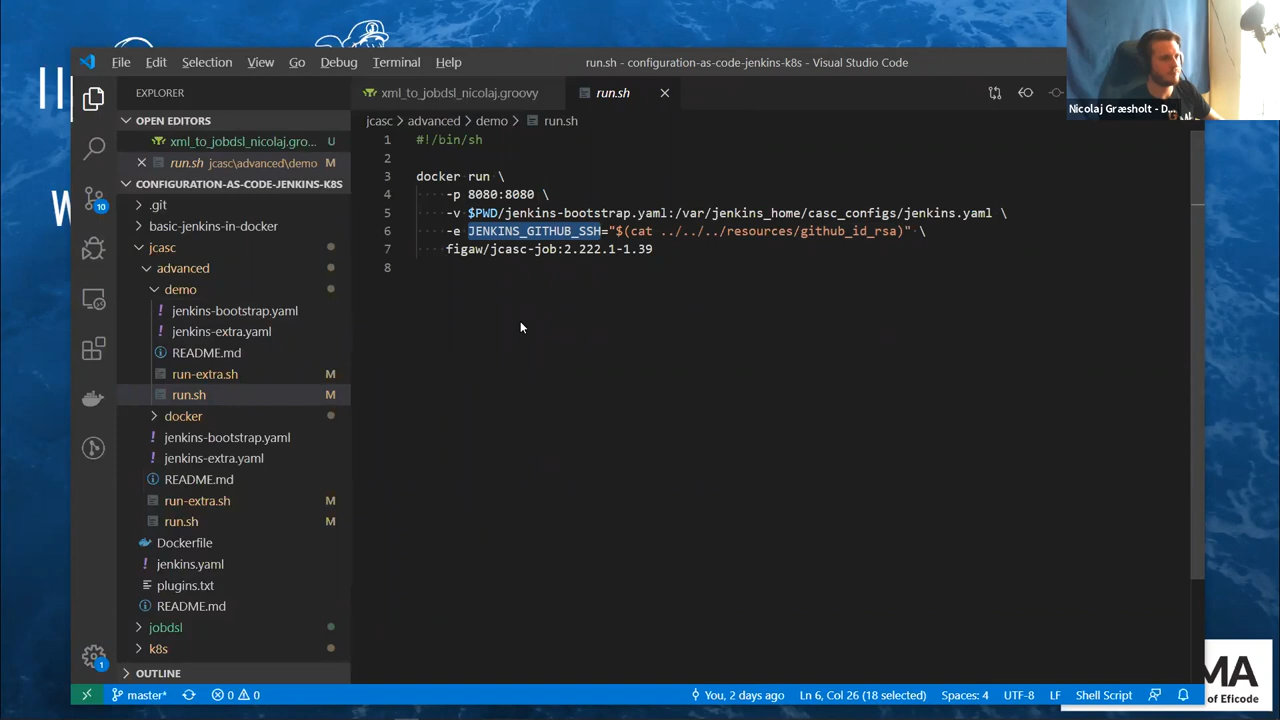 File Edit Selection View Go Debug Terminal Help
run.sh - configuration-as-code-jenkins-k8s - Visual Studio Code
Nicolaj Græsholt - D...
EXPLORER
OPEN EDITORS
xml_to_jobdsl_nicolaj.gro... U
run.sh jcasc\advanced\demo M
CONFIGURATION-AS-CODE-JENKINS-K8S
.git
basic-jenkins-in-docker
jcasc
advanced
demo
jenkins-bootstrap.yaml
jenkins-extra.yaml
README.md
run-extra.sh M
run.sh M
docker
jenkins-bootstrap.yaml
jenkins-extra.yaml
README.md
run-extra.sh M
run.sh M
Dockerfile
jenkins.yaml
plugins.txt
README.md
jobdsl
k8s
OUTLINE
10
1
xml_to_jobdsl_nicolaj.groovy
run.sh
jcasc > advanced > demo > run.sh
1 #!/bin/sh
2
3 docker run \
4 -p 8080:8080 \
5 -v $PWD/jenkins-bootstrap.yaml:/var/jenkins_home/casc_configs/jenkins.yaml \
6 -e JENKINS_GITHUB_SSH="$(cat ../../../resources/github_id_rsa)" \
7 figaw/jcasc-job:2.222.1-1.39
8
master* 0 0 You, 2 days ago Ln 6, Col 26 (18 selected) Spaces: 4 UTF-8 LF Shell Script
MA
of Eficode